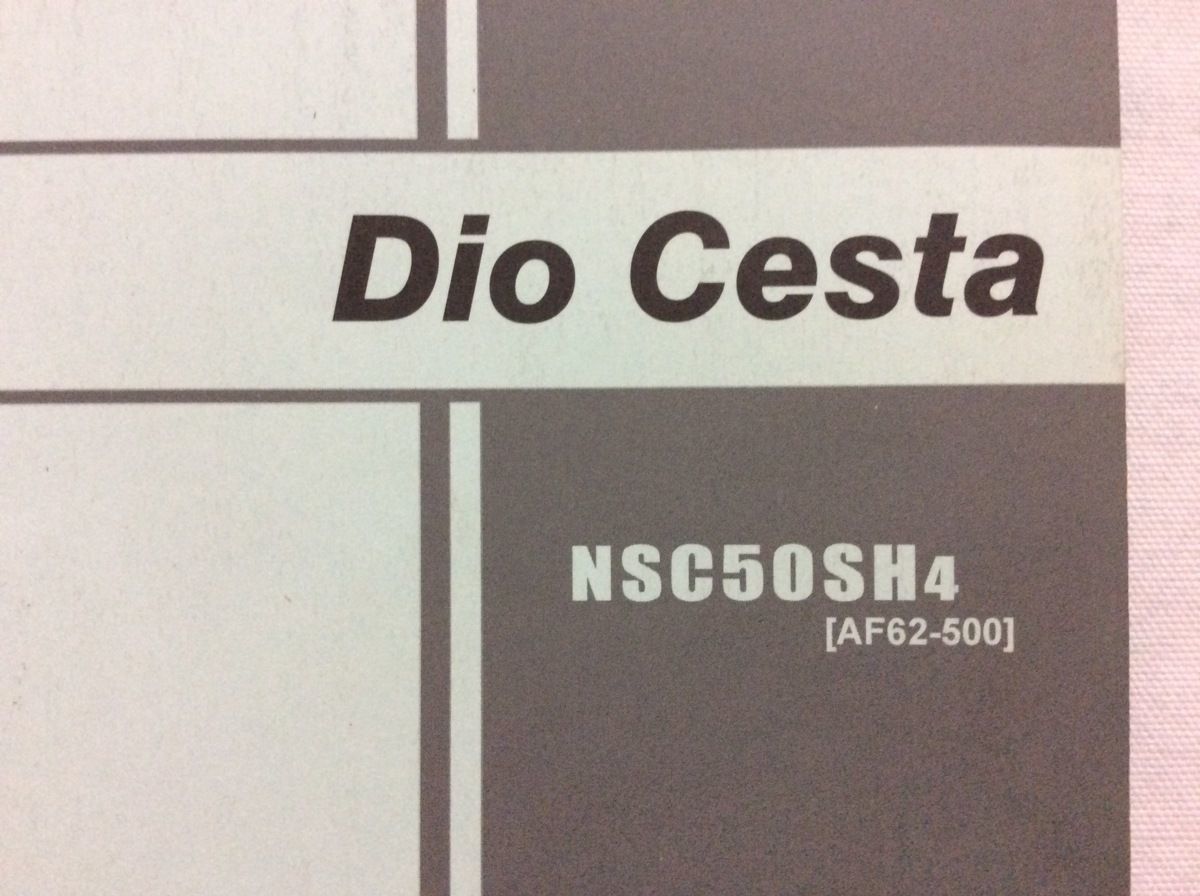 Dio Cesta
NSC50SH4
[AF62-500]